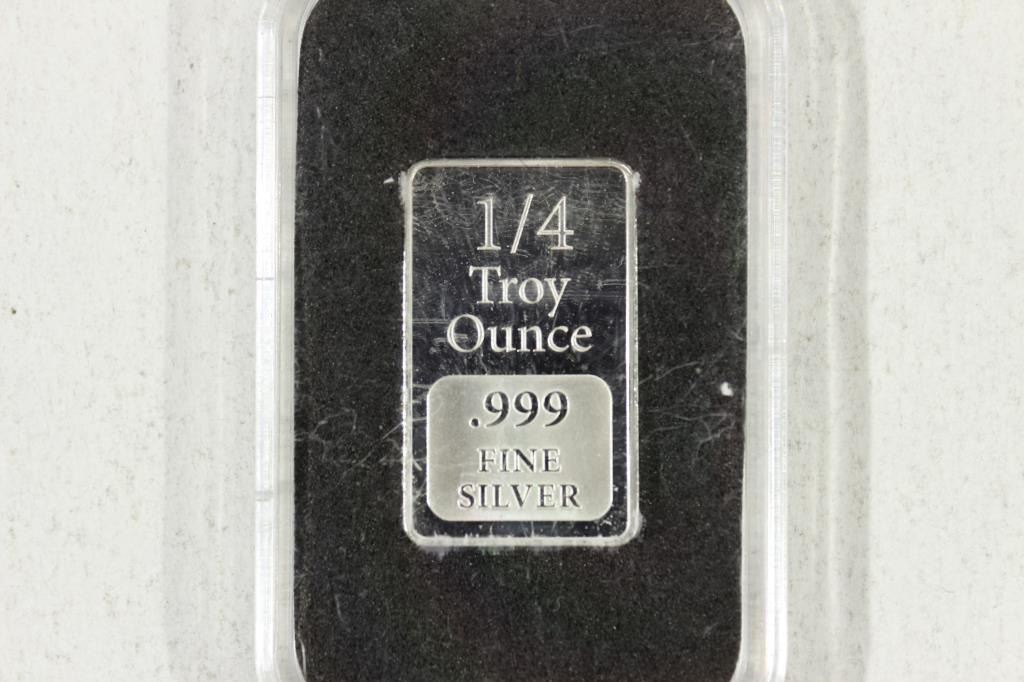 1/4
Troy
Ounce
.999
FINE
SILVER